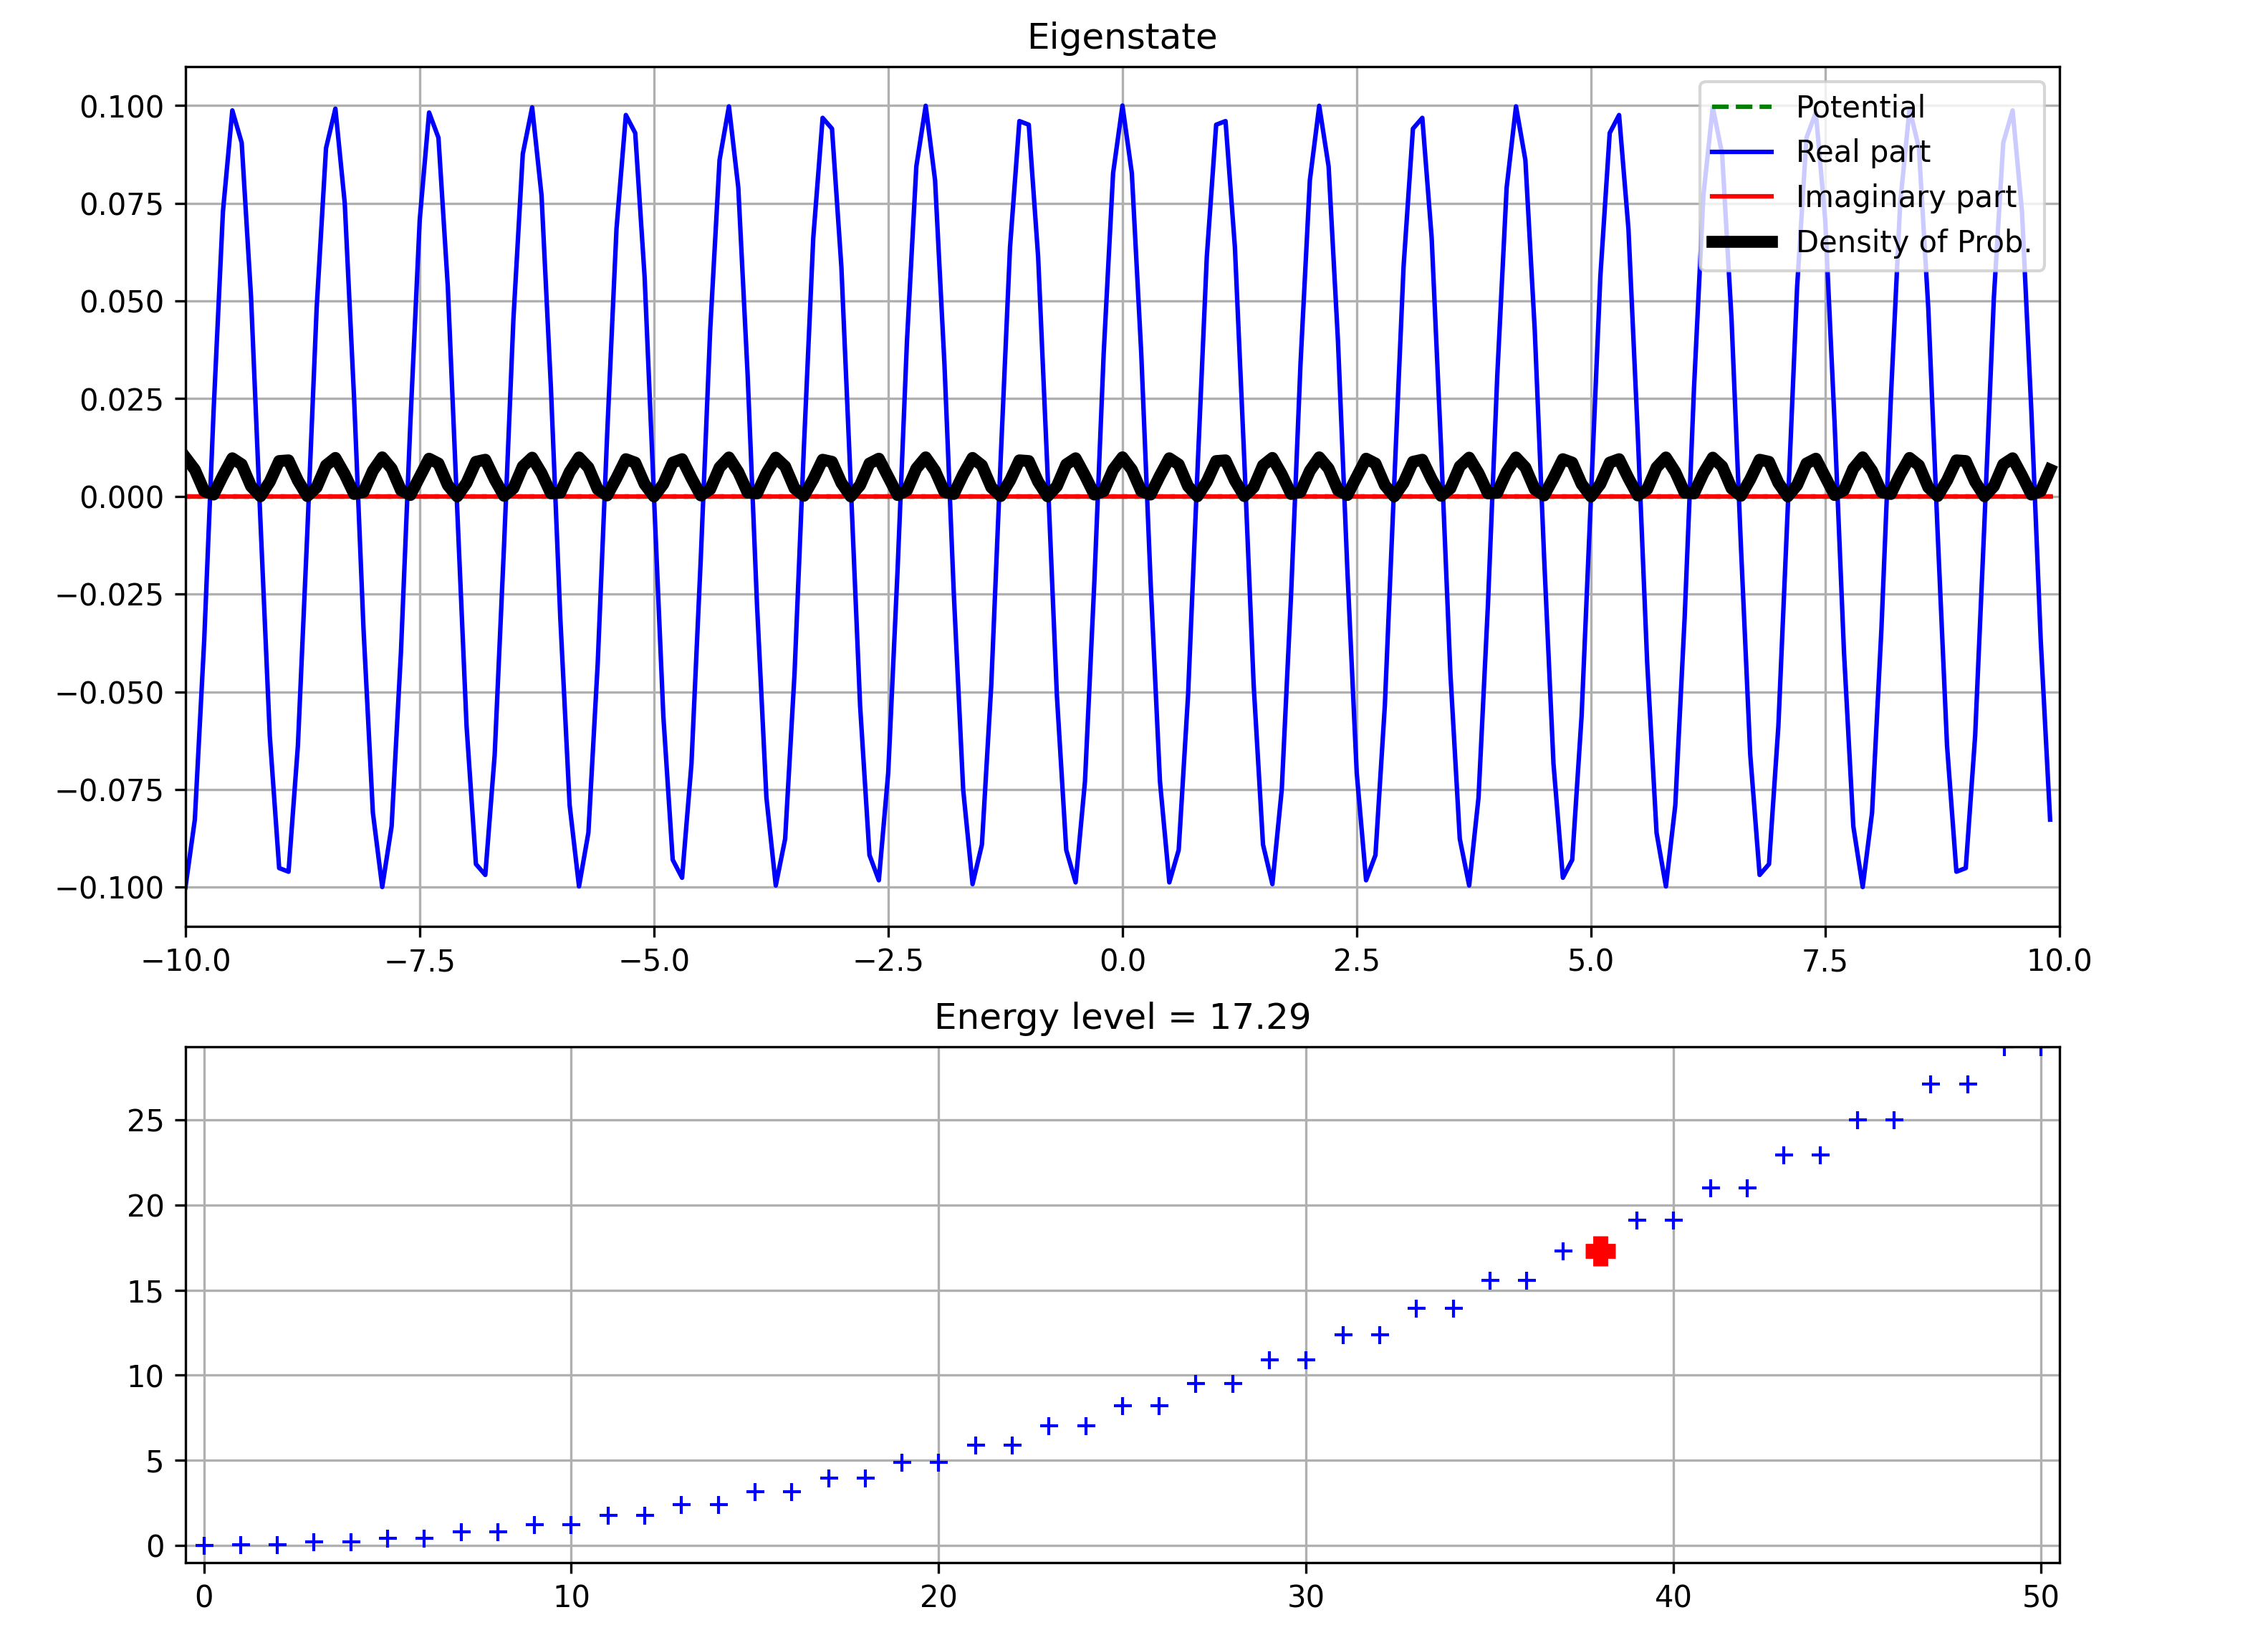 Eigenstate
0.100
0.075
0.050
0.025
0.000
−0.025
−0.050
−0.075
−0.100
Potential
Real part
Imaginary part
Density of Prob.
−10.0 −7.5 −5.0 −2.5 0.0 2.5 5.0 7.5 10.0
Energy level = 17.29
25
20
15
10
5
0
0 10 20 30 40 50